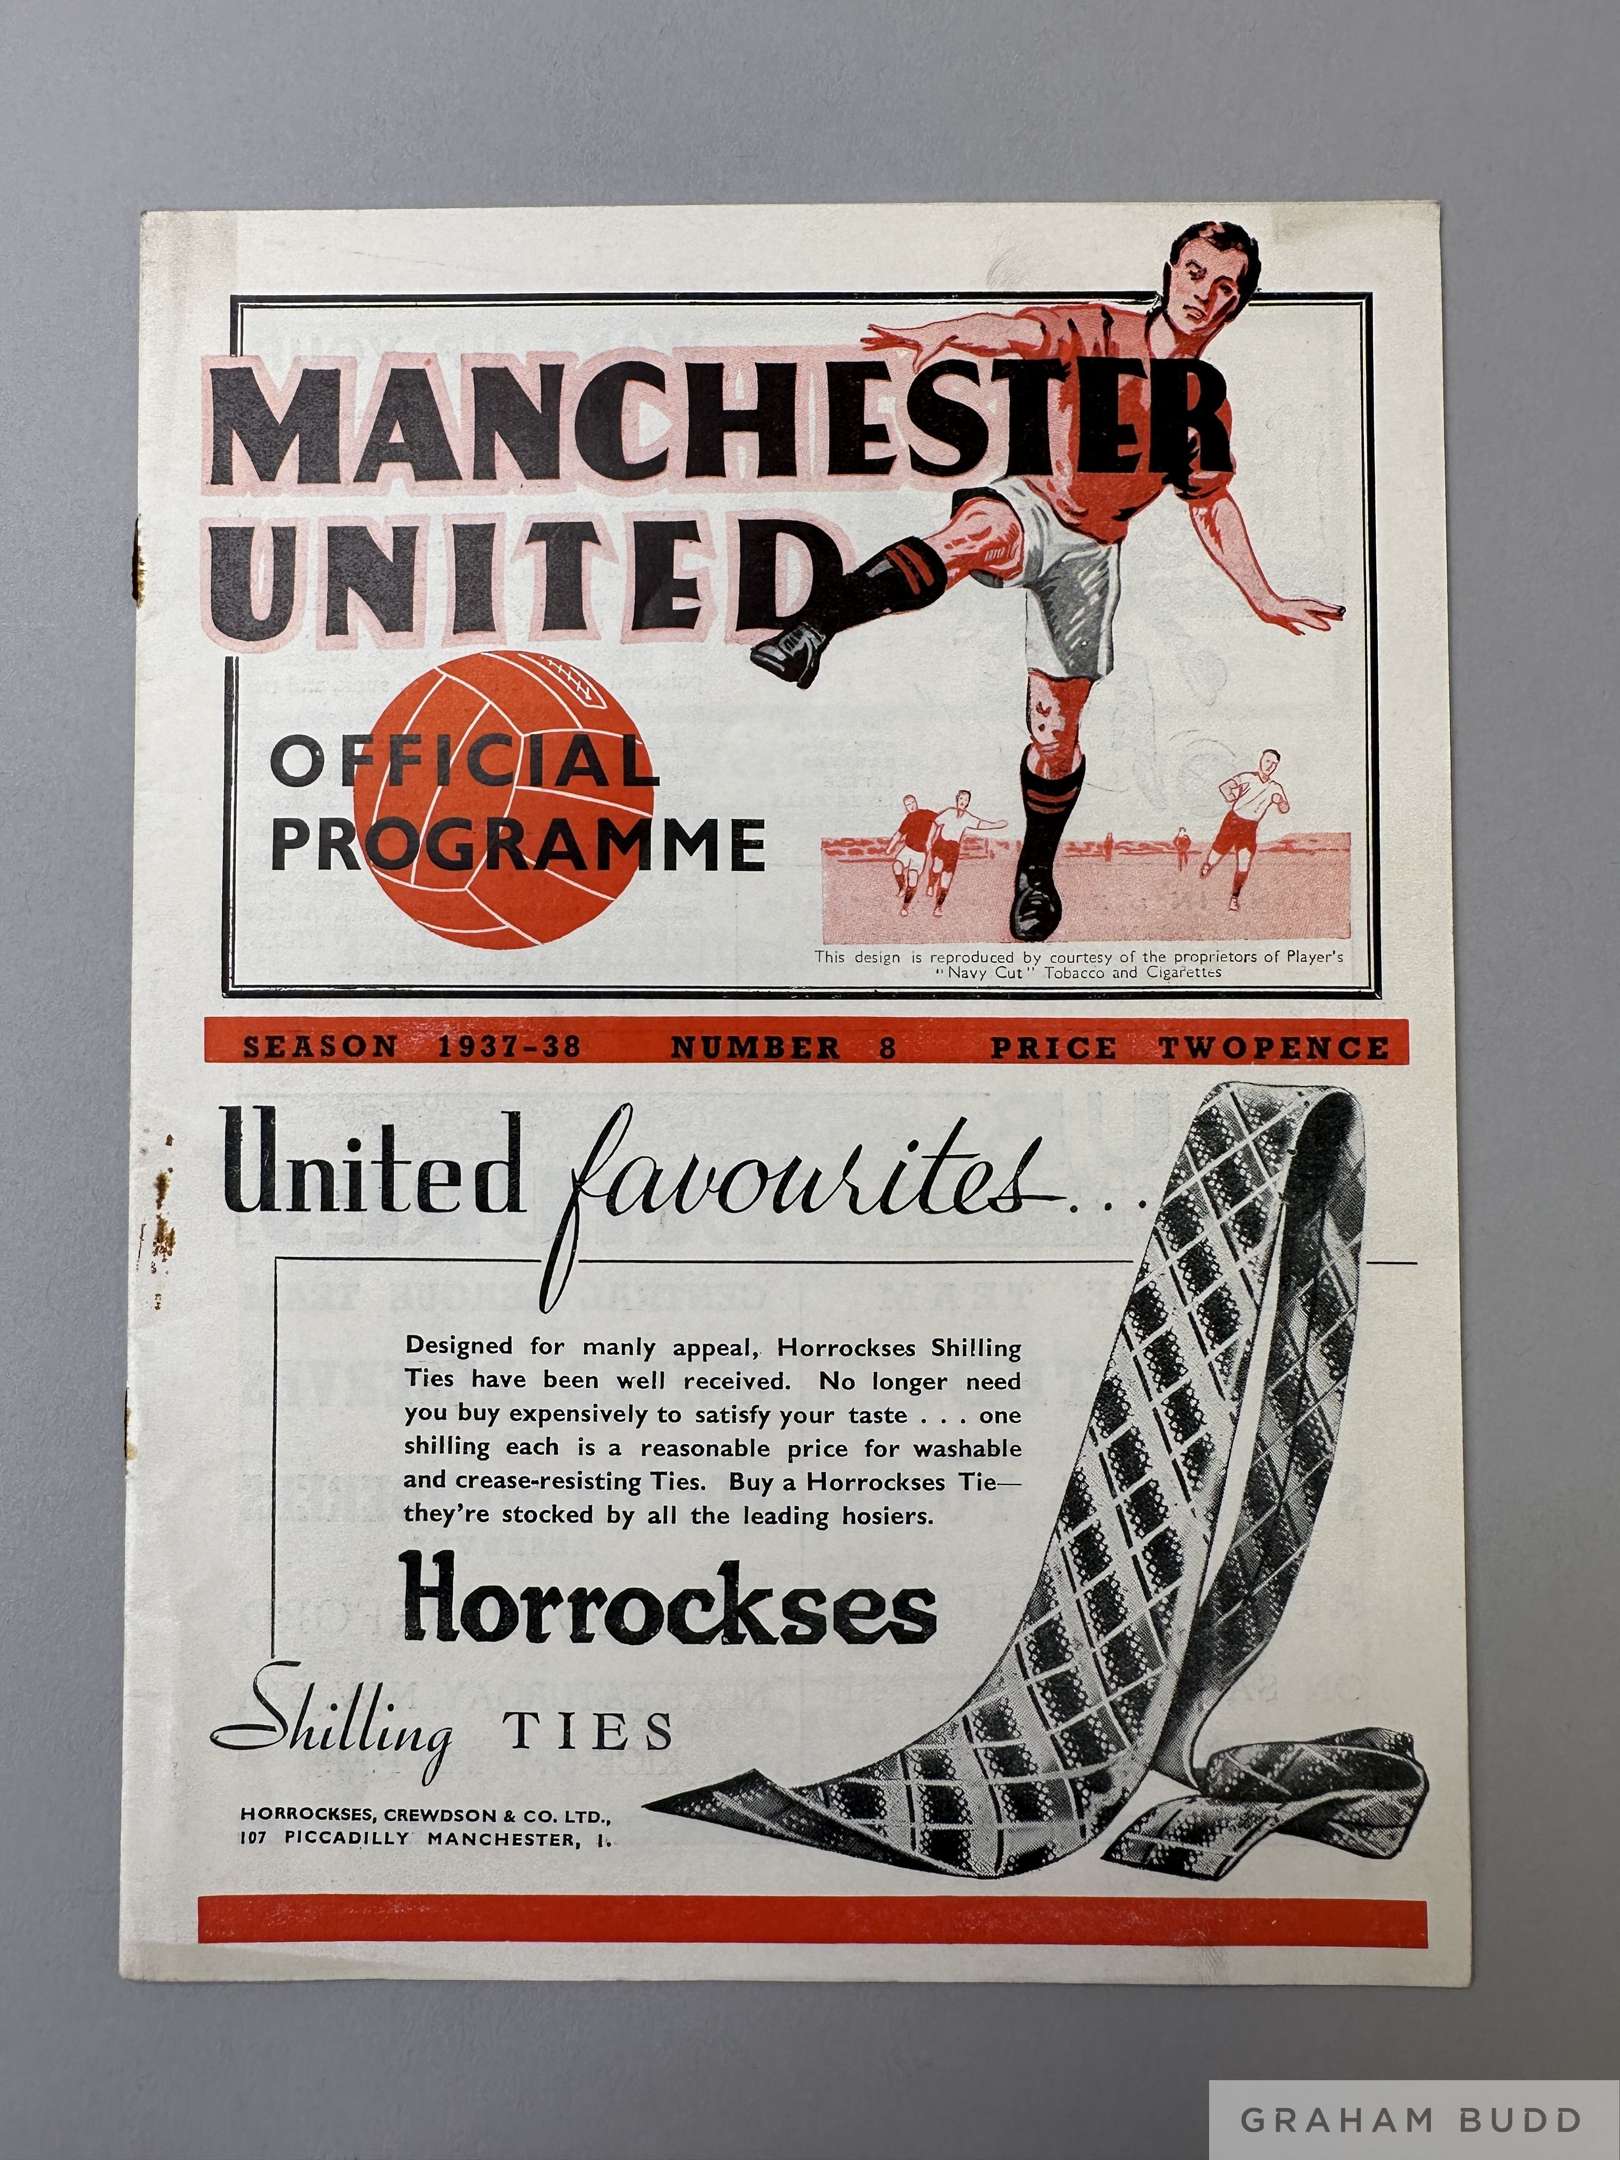 MANCHESTER
UNITED
OFFICIAL
PROGRAMME
This design is reproduced by courtesy of the proprietors of Player's
"Navy Cut" Tobacco and Cigarettes
SEASON 1937-38 NUMBER 8 PRICE TWOPENCE
United favourites...
Designed for manly appeal, Horrockses Shilling
Ties have been well received. No longer need
you buy expensively to satisfy your taste . . . one
shilling each is a reasonable price for washable
and crease-resisting Ties. Buy a Horrockses Tie—
they're stocked by all the leading hosiers.
Horrockses
Shilling TIES
HORROCKSES, CREWDSON & CO. LTD.,
107 PICCADILLY MANCHESTER, 1.
GRAHAM BUDD